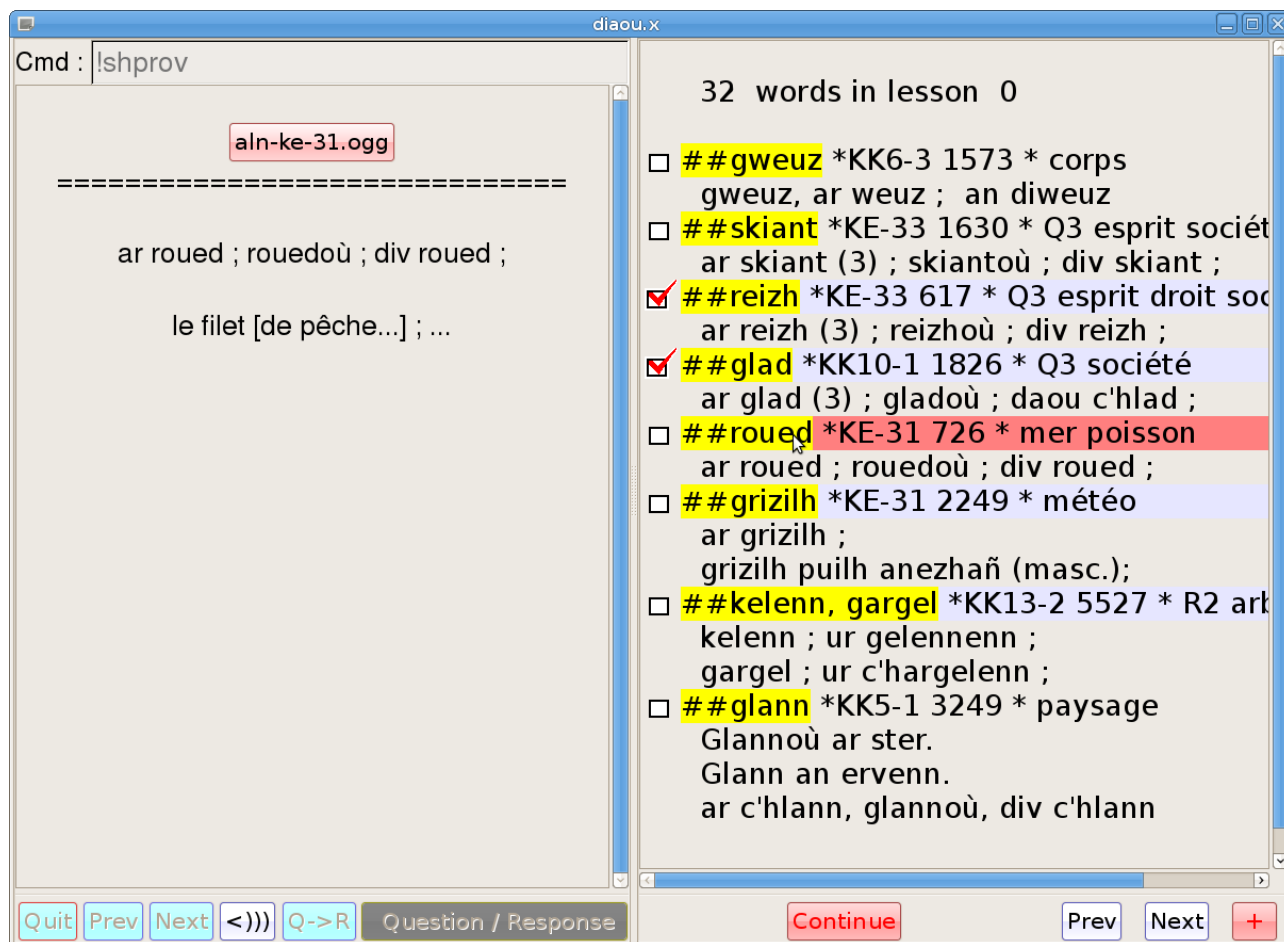 diaou.x
Cmd : !shprov
aln-ke-31.ogg
==============================
ar roued ; rouedoù ; div roued ;
le filet [de pêche...] ; ...
Quit Prev Next <))) Q->R Question / Response
32 words in lesson 0
##gweuz *KK6-3 1573 * corps
gweuz, ar weuz ; an diweuz
##skiant *KE-33 1630 * Q3 esprit sociét
ar skiant (3) ; skiantoù ; div skiant ;
##reizh *KE-33 617 * Q3 esprit droit soc
ar reizh (3) ; reizhoù ; div reizh ;
##glad *KK10-1 1826 * Q3 société
ar glad (3) ; gladoù ; daou c'hlad ;
##roued *KE-31 726 * mer poisson
ar roued ; rouedoù ; div roued ;
##grizilh *KE-31 2249 * météo
ar grizilh ;
grizilh puilh anezhañ (masc.);
##kelenn, gargel *KK13-2 5527 * R2 arb
kelenn ; ur gelennenn ;
gargel ; ur c'hargelenn ;
##glann *KK5-1 3249 * paysage
Glannoù ar ster.
Glann an ervenn.
ar c'hlann, glannoù, div c'hlann
Continue Prev Next +